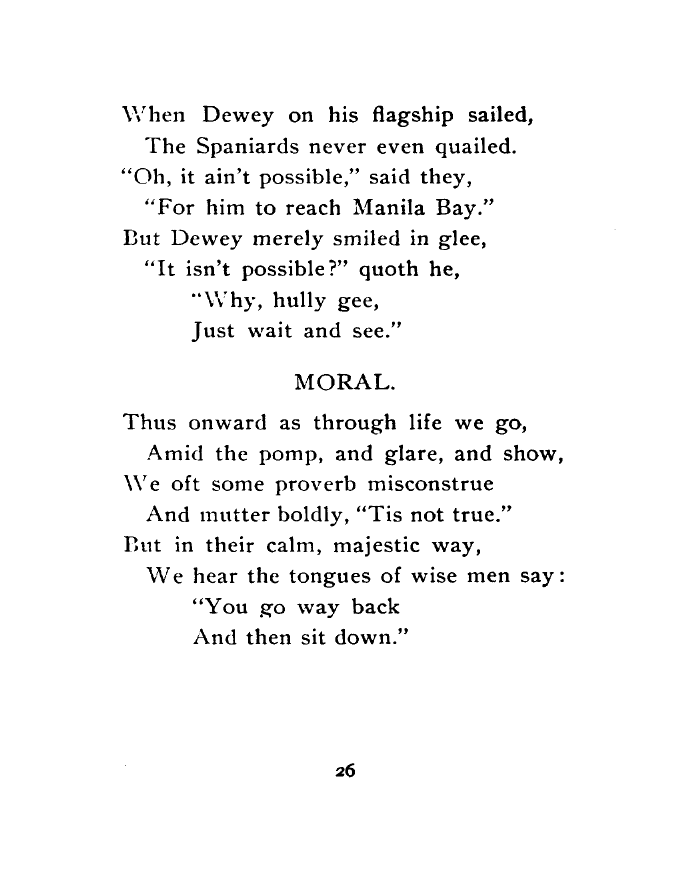 When Dewey on his flagship sailed,
The Spaniards never even quailed.
“Oh, it ain’t possible,” said they,
“For him to reach Manila Bay.”
But Dewey merely smiled in glee,
“It isn’t possible?” quoth he,
“Why, hully gee,
Just wait and see.”
MORAL.
Thus onward as through life we go,
Amid the pomp, and glare, and show,
We oft some proverb misconstrue
And mutter boldly, “Tis not true.”
But in their calm, majestic way,
We hear the tongues of wise men say:
“You go way back
And then sit down.”
26